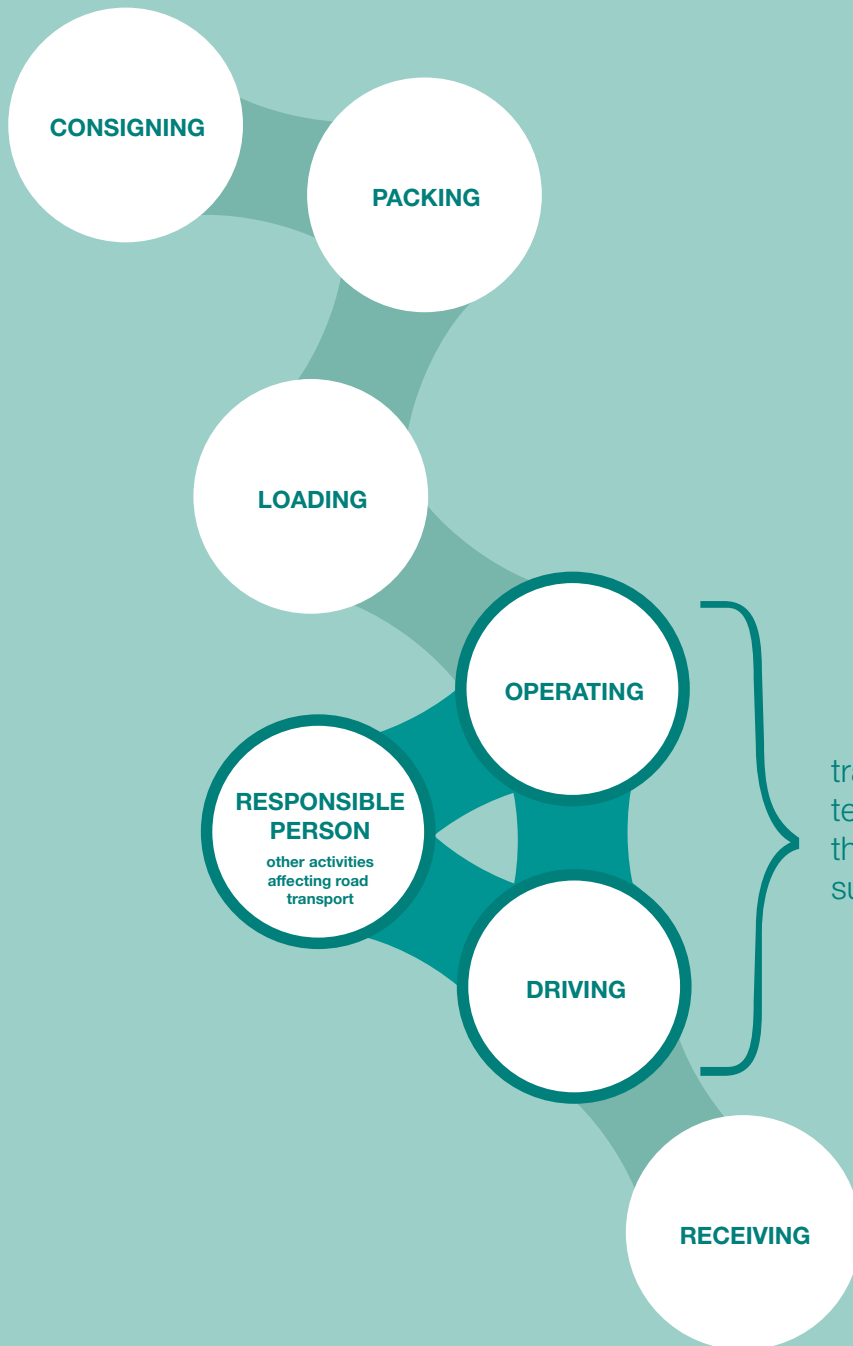 CONSIGNING
PACKING
LOADING
OPERATING
RESPONSIBLE
PERSON
other activities
affecting road
transport
DRIVING
RECEIVING